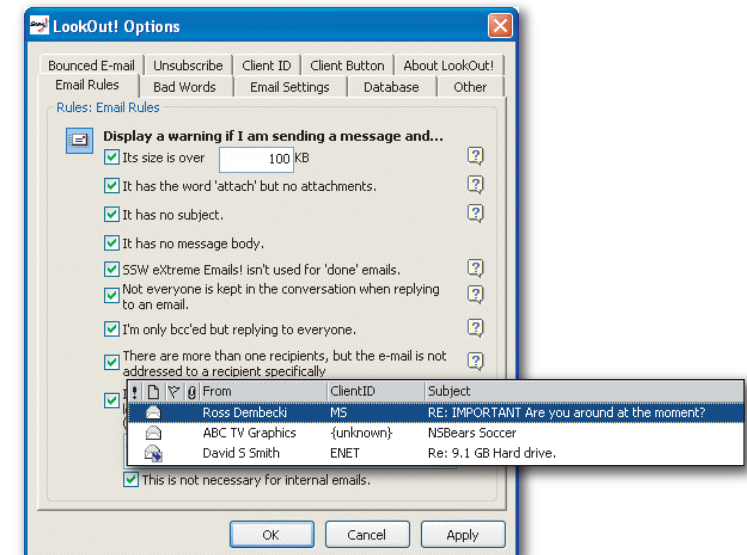 LookOut! Options
Bounced E-mail Unsubscribe Client ID Client Button About LookOut!
Email Rules Bad Words Email Settings Database Other
Rules: Email Rules
Display a warning if I am sending a message and...
Its size is over 100 KB
It has the word 'attach' but no attachments.
It has no subject.
It has no message body.
SSW eXtreme Emails! isn't used for 'done' emails.
Not everyone is kept in the conversation when replying
to an email.
I'm only bcc'ed but replying to everyone.
There are more than one recipients, but the e-mail is not
addressed to a recipient specifically
From ClientID Subject
Ross Dembecki MS RE: IMPORTANT Are you around at the moment?
ABC TV Graphics {unknown} NSBears Soccer
David S Smith ENET Re: 9.1 GB Hard drive.
This is not necessary for internal emails.
OK Cancel Apply